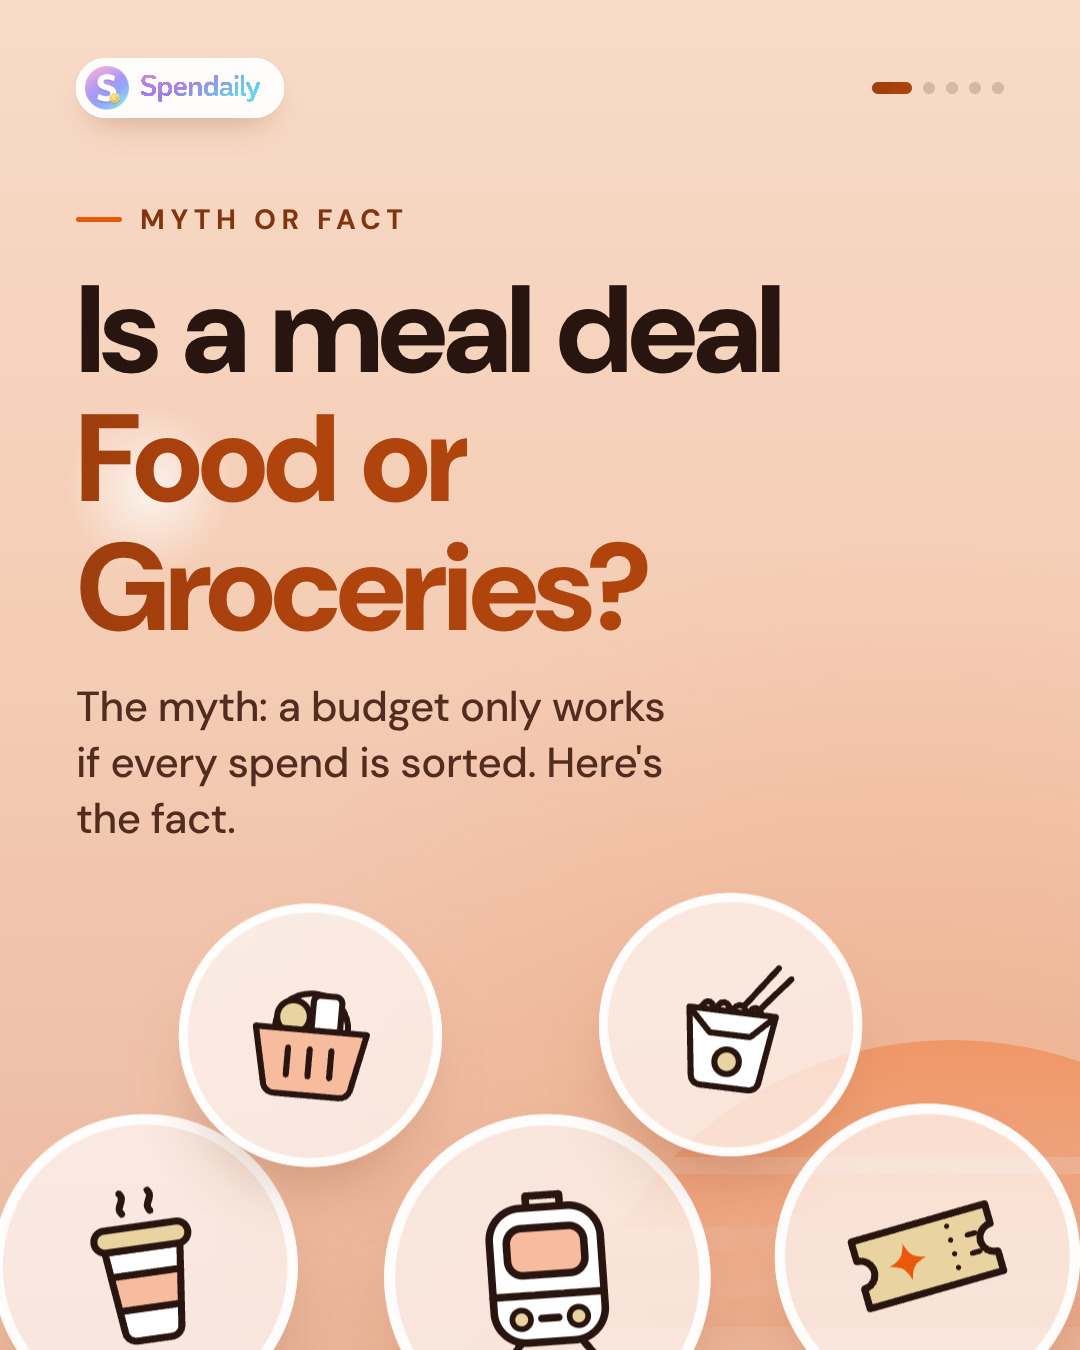 Spendaily
MYTH OR FACT
Is a meal deal
Food or
Groceries?
The myth: a budget only works
if every spend is sorted. Here's
the fact.